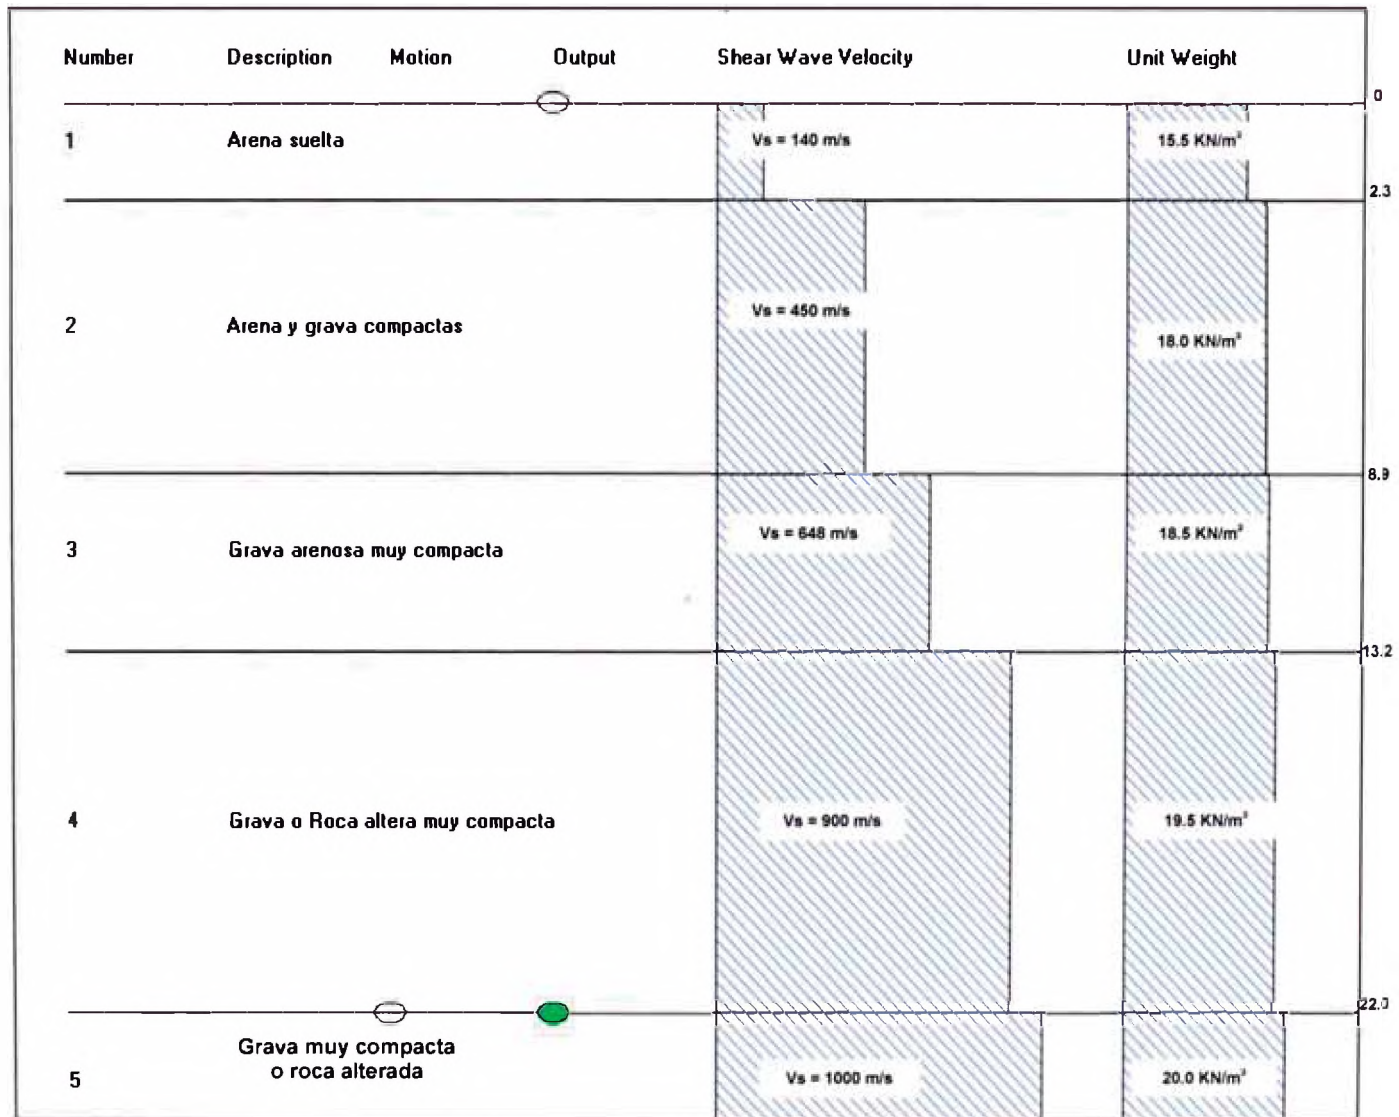 Number Description Motion Output Shear Wave Velocity Unit Weight
0
1 Arena suelta Vs = 140 m/s 15.5 KN/m³
2.3
2 Arena y grava compactas Vs = 450 m/s 18.0 KN/m³
8.9
3 Grava arenosa muy compacta Vs = 648 m/s 18.5 KN/m³
13.2
4 Grava o Roca altera muy compacta Vs = 900 m/s 19.5 KN/m³
22.0
Grava muy compacta
o roca alterada
5 Vs = 1000 m/s 20.0 KN/m³